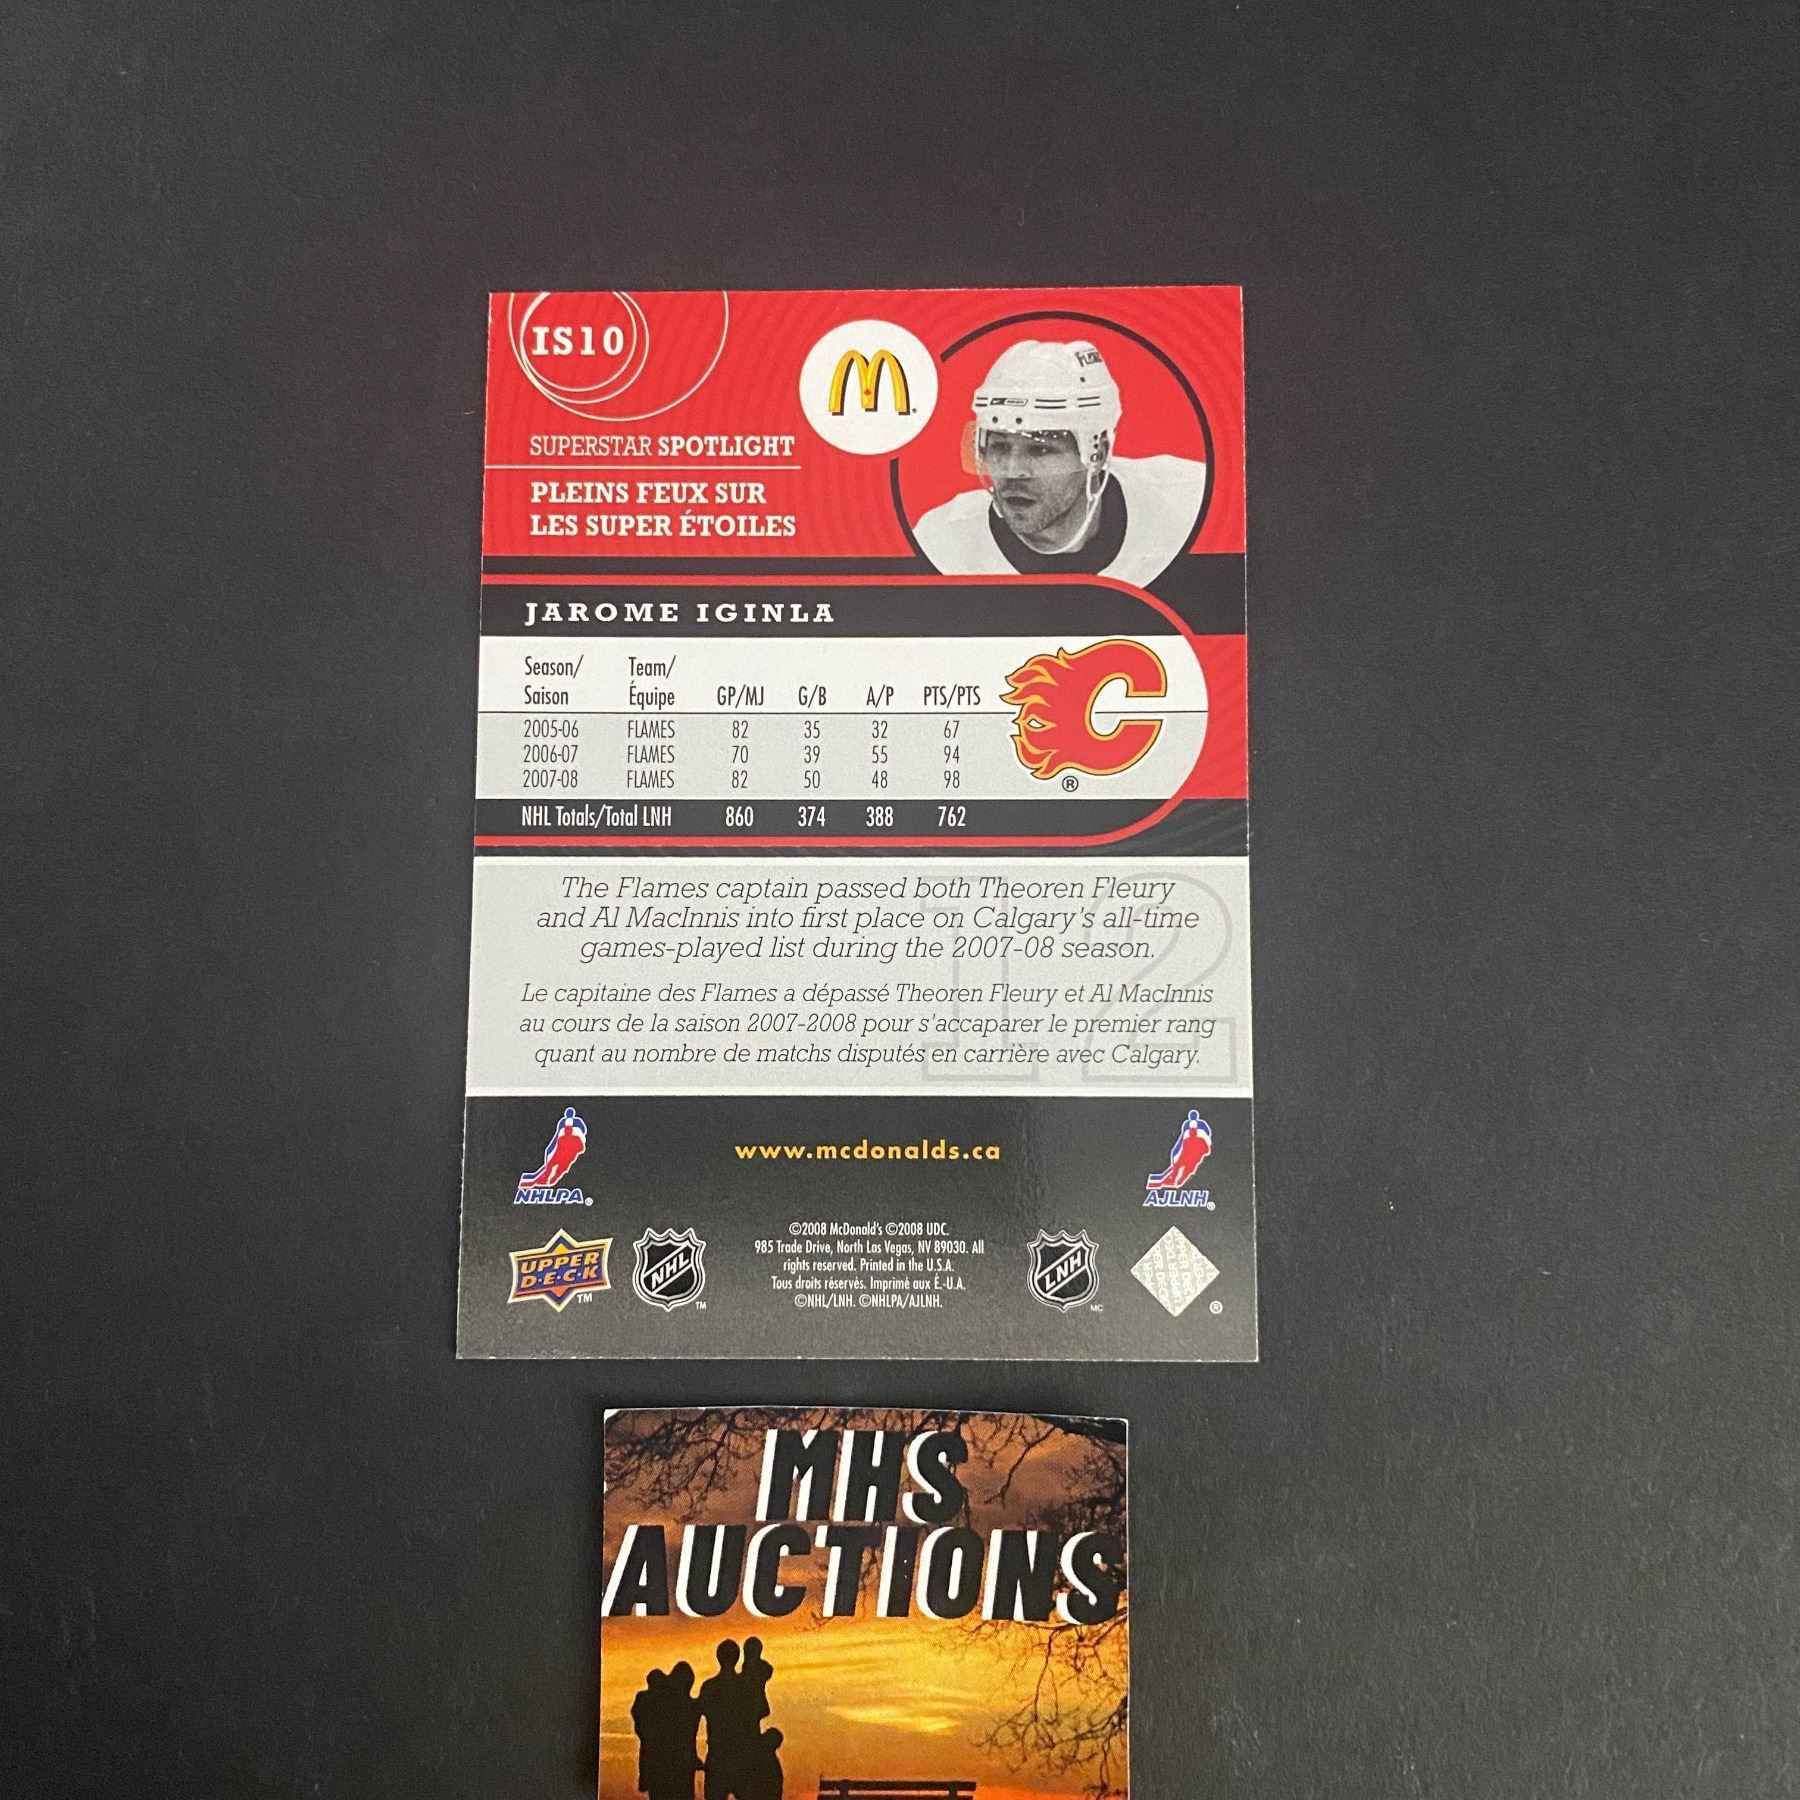 IS10
M
SUPERSTAR SPOTLIGHT
PLEINS FEUX SUR
LES SUPER ÉTOILES
JAROME IGINLA
Season/ Team/
Saison Équipe GP/MJ G/B A/P PTS/PTS
2005-06 FLAMES 82 35 32 67
2006-07 FLAMES 70 39 55 94
2007-08 FLAMES 82 50 48 98
NHL Totals/Total LNH 860 374 388 762
C
®
12
The Flames captain passed both Theoren Fleury
and Al MacInnis into first place on Calgary's all-time
games-played list during the 2007-08 season.
Le capitaine des Flames a dépassé Theoren Fleury et Al MacInnis
au cours de la saison 2007-2008 pour s'accaparer le premier rang
quant au nombre de matchs disputés en carrière avec Calgary.
www.mcdonalds.ca
NHLPA®
AJLNH®
UPPER
D·E·C·K
TM
NHL
TM
©2008 McDonald's ©2008 UDC.
985 Trade Drive, North Las Vegas, NV 89030. All
rights reserved. Printed in the U.S.A.
Tous droits réservés. Imprimé aux É.-U.A.
©NHL/LNH. ©NHLPA/AJLNH.
LNH
MC
®
MHS
AUCTIONS